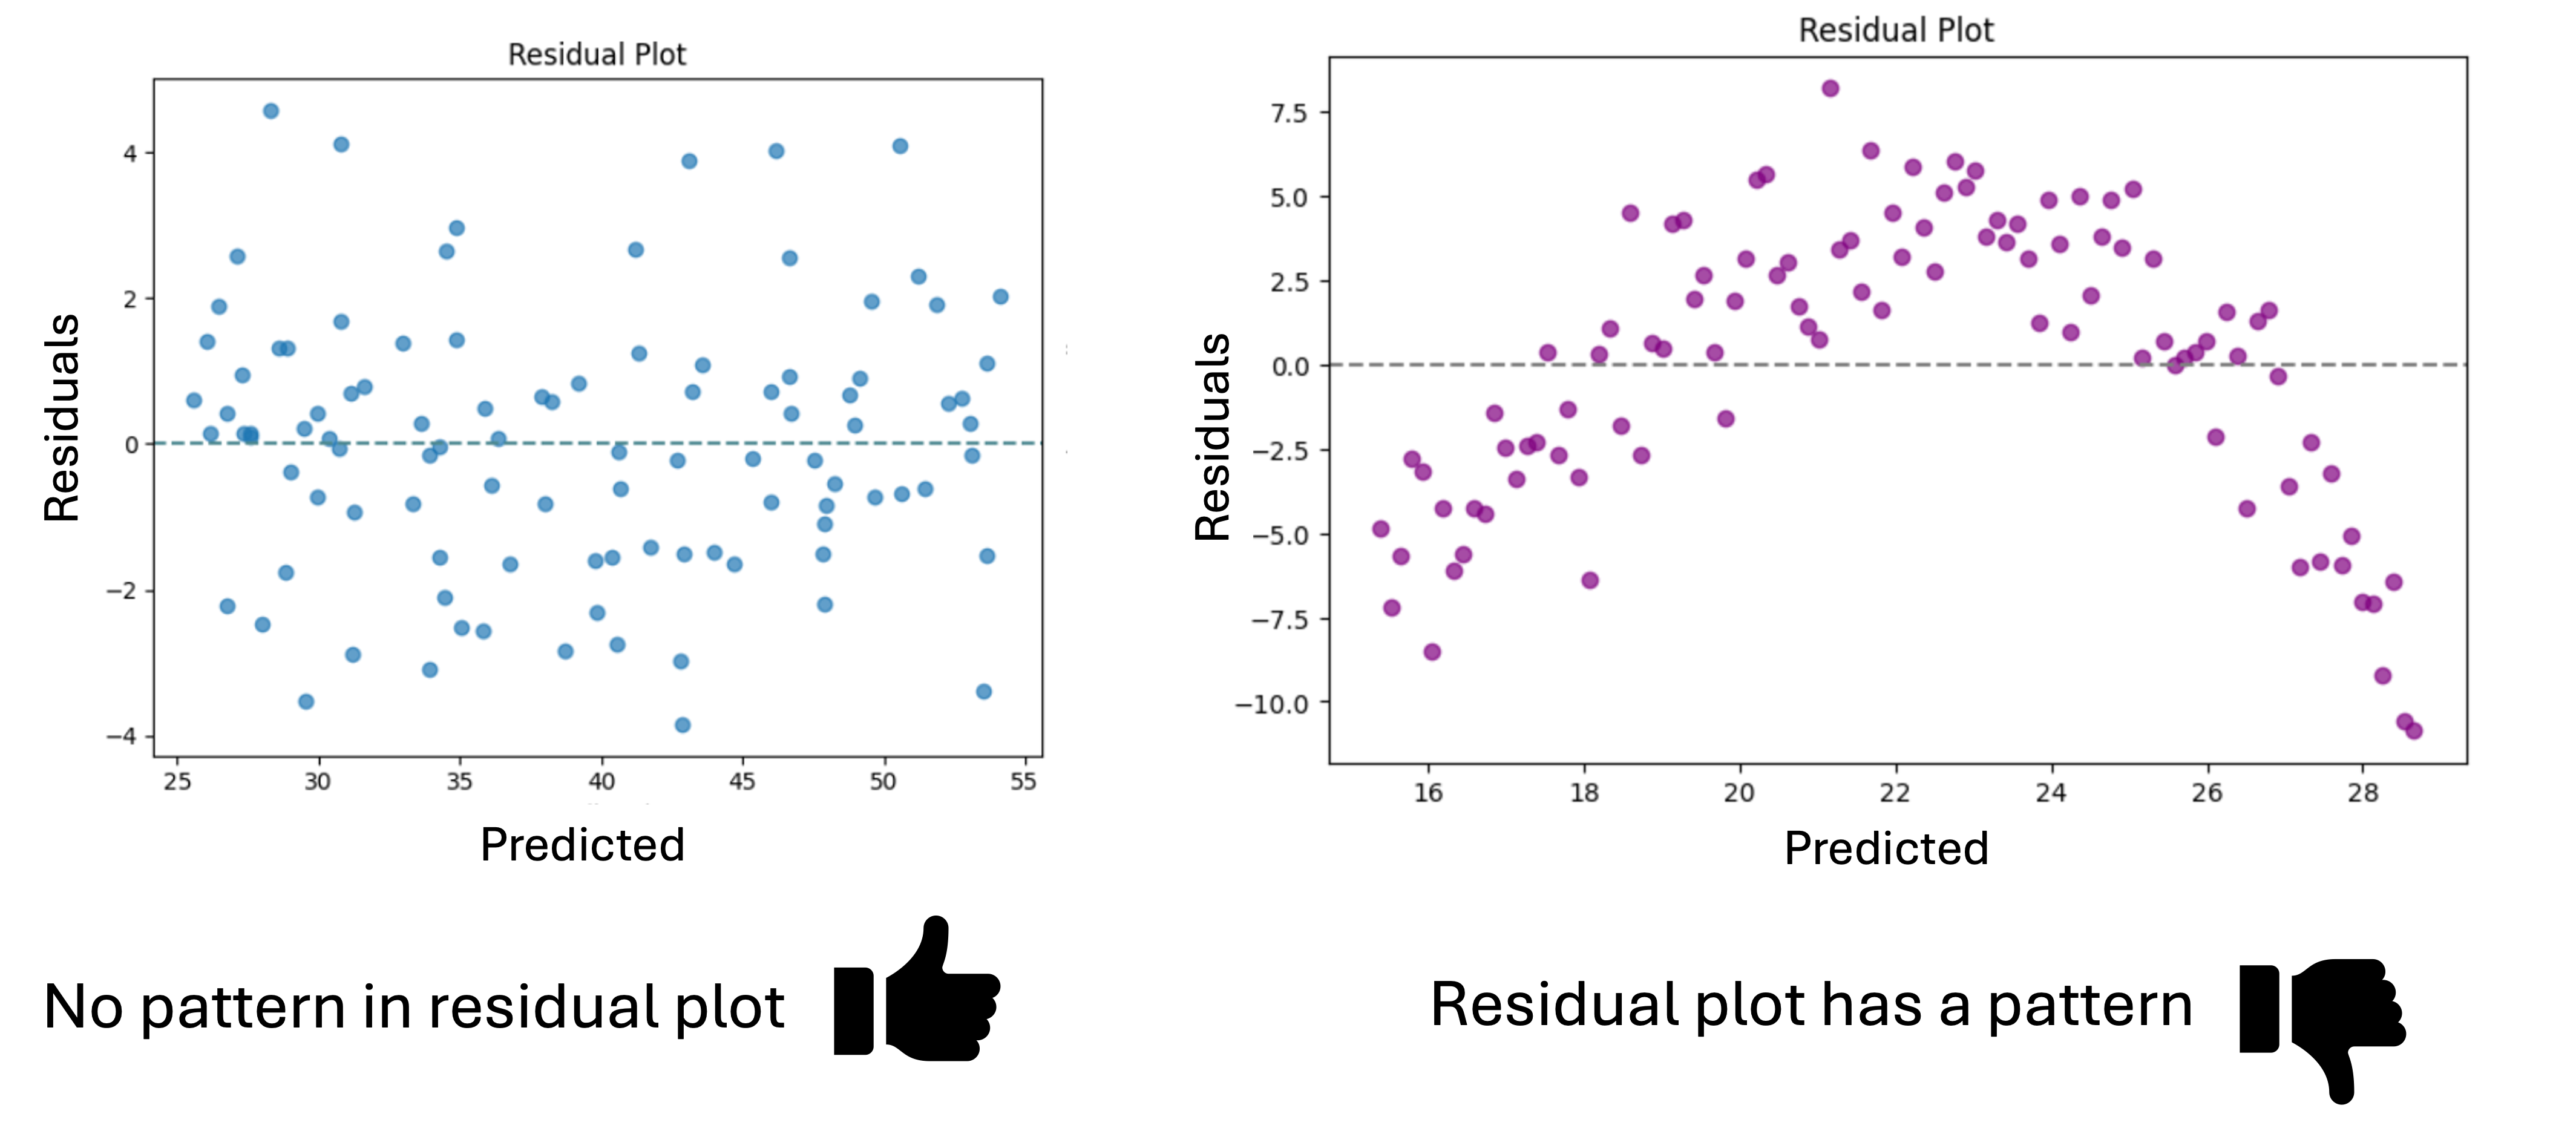 Residual Plot
4
2
0
−2
−4
Residuals
25 30 35 40 45 50 55
Predicted
No pattern in residual plot
Residual Plot
7.5
5.0
2.5
0.0
−2.5
−5.0
−7.5
−10.0
Residuals
16 18 20 22 24 26 28
Predicted
Residual plot has a pattern